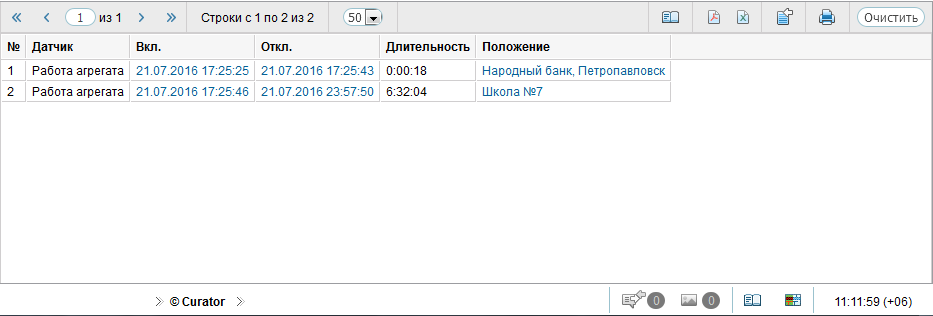 1 из 1 Строки с 1 по 2 из 2 50 Очистить
№ Датчик Вкл. Откл. Длительность Положение
1 Работа агрегата 21.07.2016 17:25:25 21.07.2016 17:25:43 0:00:18 Народный банк, Петропавловск
2 Работа агрегата 21.07.2016 17:25:46 21.07.2016 23:57:50 6:32:04 Школа №7
© Curator 0 0 11:11:59 (+06)